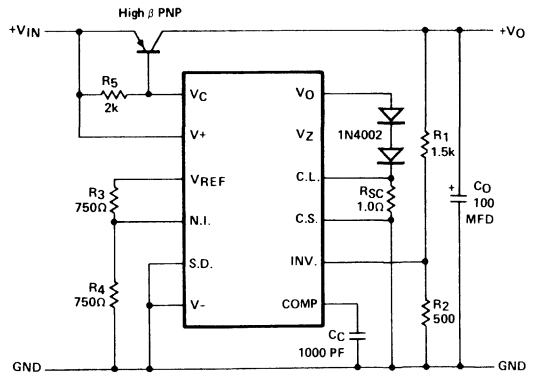 High β PNP
+VIN
+VO
R5
2k
VC
V+
VREF
N.I.
S.D.
V-
VO
VZ
C.L.
C.S.
INV.
COMP
1N4002
RSC
1.0Ω
R1
1.5k
CO
+ 100
MFD
R3
750Ω
R4
750Ω
R2
500
CC
1000 PF
GND
GND